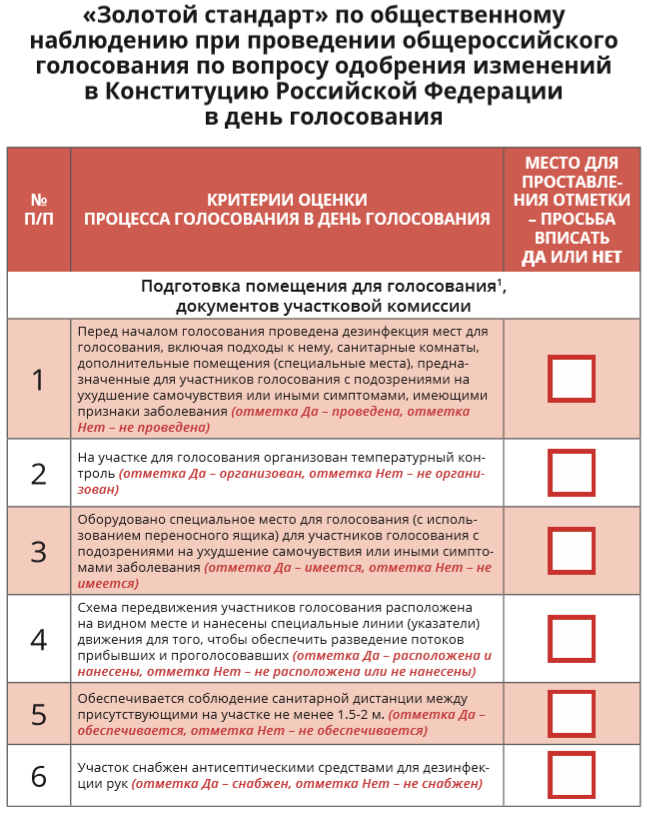 «Золотой стандарт» по общественному
наблюдению при проведении общероссийского
голосования по вопросу одобрения изменений
в Конституцию Российской Федерации
в день голосования
№
П/П
КРИТЕРИИ ОЦЕНКИ
ПРОЦЕССА ГОЛОСОВАНИЯ В ДЕНЬ ГОЛОСОВАНИЯ
МЕСТО ДЛЯ
ПРОСТАВЛЕ-
НИЯ ОТМЕТКИ
– ПРОСЬБА
ВПИСАТЬ
ДА ИЛИ НЕТ
Подготовка помещения для голосования¹,
документов участковой комиссии
1
Перед началом голосования проведена дезинфекция мест для
голосования, включая подходы к нему, санитарные комнаты,
дополнительные помещения (специальные места), предна-
значенные для участников голосования с подозрениями на
ухудшение самочувствия или иными симптомами, имеющими
признаки заболевания (отметка Да – проведена, отметка
Нет – не проведена)
2
На участке для голосования организован температурный кон-
троль (отметка Да – организован, отметка Нет – не органи-
зован)
3
Оборудовано специальное место для голосования (с исполь-
зованием переносного ящика) для участников голосования с
подозрениями на ухудшение самочувствия или иными симпто-
мами заболевания (отметка Да – имеется, отметка Нет – не
имеется)
4
Схема передвижения участников голосования расположена
на видном месте и нанесены специальные линии (указатели)
движения для того, чтобы обеспечить разведение потоков
прибывших и проголосовавших (отметка Да – расположена и
нанесены, отметка Нет – не расположена или не нанесены)
5
Обеспечивается соблюдение санитарной дистанции между
присутствующими на участке не менее 1.5-2 м. (отметка Да –
обеспечивается, отметка Нет – не обеспечивается)
6
Участок снабжен антисептическими средствами для дезинфек-
ции рук (отметка Да – снабжен, отметка Нет – не снабжен)